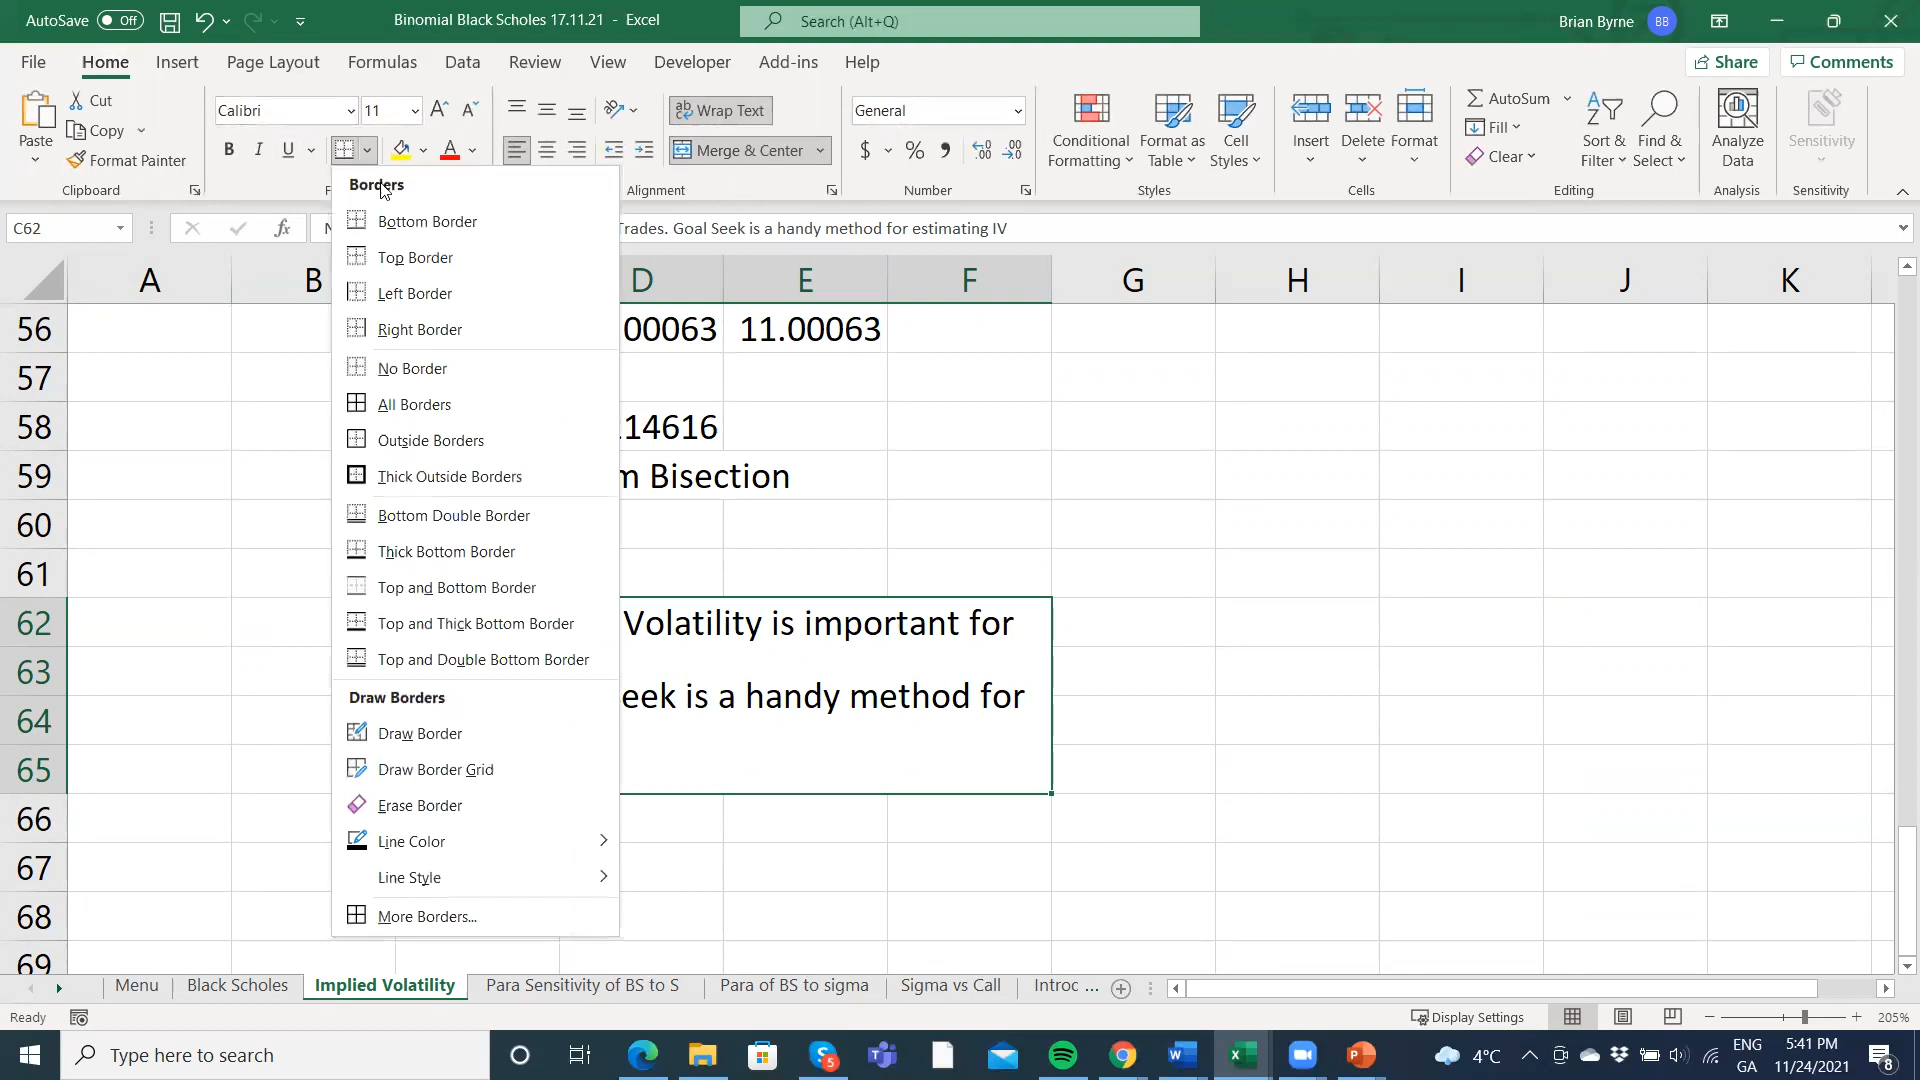 AutoSave Off Binomial Black Scholes 17.11.21 - Excel Search (Alt+Q) Brian Byrne BB
File Home Insert Page Layout Formulas Data Review View Developer Add-ins Help Share Comments
Paste Cut Copy Format Painter Clipboard
Calibri 11 B I U
Wrap Text Merge & Center Alignment
General $ % Number
Conditional Formatting Format as Table Cell Styles Styles
Insert Delete Format Cells
AutoSum Fill Clear Sort & Filter Find & Select Editing
Analyze Data Analysis
Sensitivity Sensitivity
C62 fx Trades. Goal Seek is a handy method for estimating IV
A B D E F G H I J K
56 00063 11.00063
57
58 .14616
59 m Bisection
60
61
62 Volatility is important for
63
64 eek is a handy method for
65
66
67
68
69
Borders
Bottom Border
Top Border
Left Border
Right Border
No Border
All Borders
Outside Borders
Thick Outside Borders
Bottom Double Border
Thick Bottom Border
Top and Bottom Border
Top and Thick Bottom Border
Top and Double Bottom Border
Draw Borders
Draw Border
Draw Border Grid
Erase Border
Line Color
Line Style
More Borders...
Menu Black Scholes Implied Volatility Para Sensitivity of BS to S Para of BS to sigma Sigma vs Call Introc ...
Ready Display Settings 205%
Type here to search 4°C ENG GA 5:41 PM 11/24/2021 8